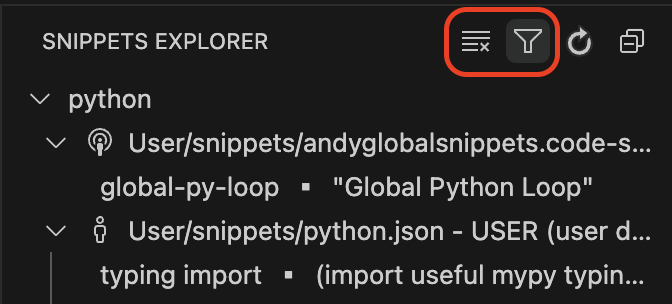 SNIPPETS EXPLORER
python
User/snippets/andyglobalsnippets.code-s...
global-py-loop ▪ "Global Python Loop"
User/snippets/python.json - USER (user d...
typing import ▪ (import useful mypy typin...